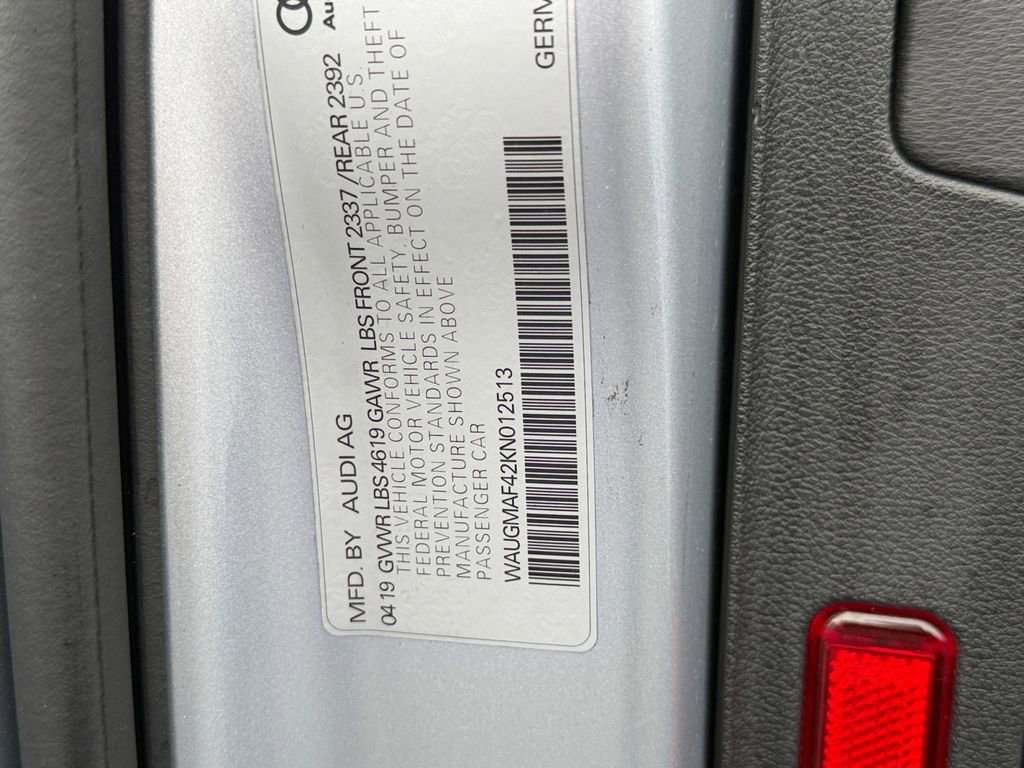 MFD. BY AUDI AG
04 19 GVWR LBS 4619 GAWR LBS FRONT 2337 /REAR 2392
THIS VEHICLE CONFORMS TO ALL APPLICABLE U.S.
FEDERAL MOTOR VEHICLE SAFETY, BUMPER AND THEFT
PREVENTION STANDARDS IN EFFECT ON THE DATE OF
MANUFACTURE SHOWN ABOVE
PASSENGER CAR
WAUGMAF42KN012513